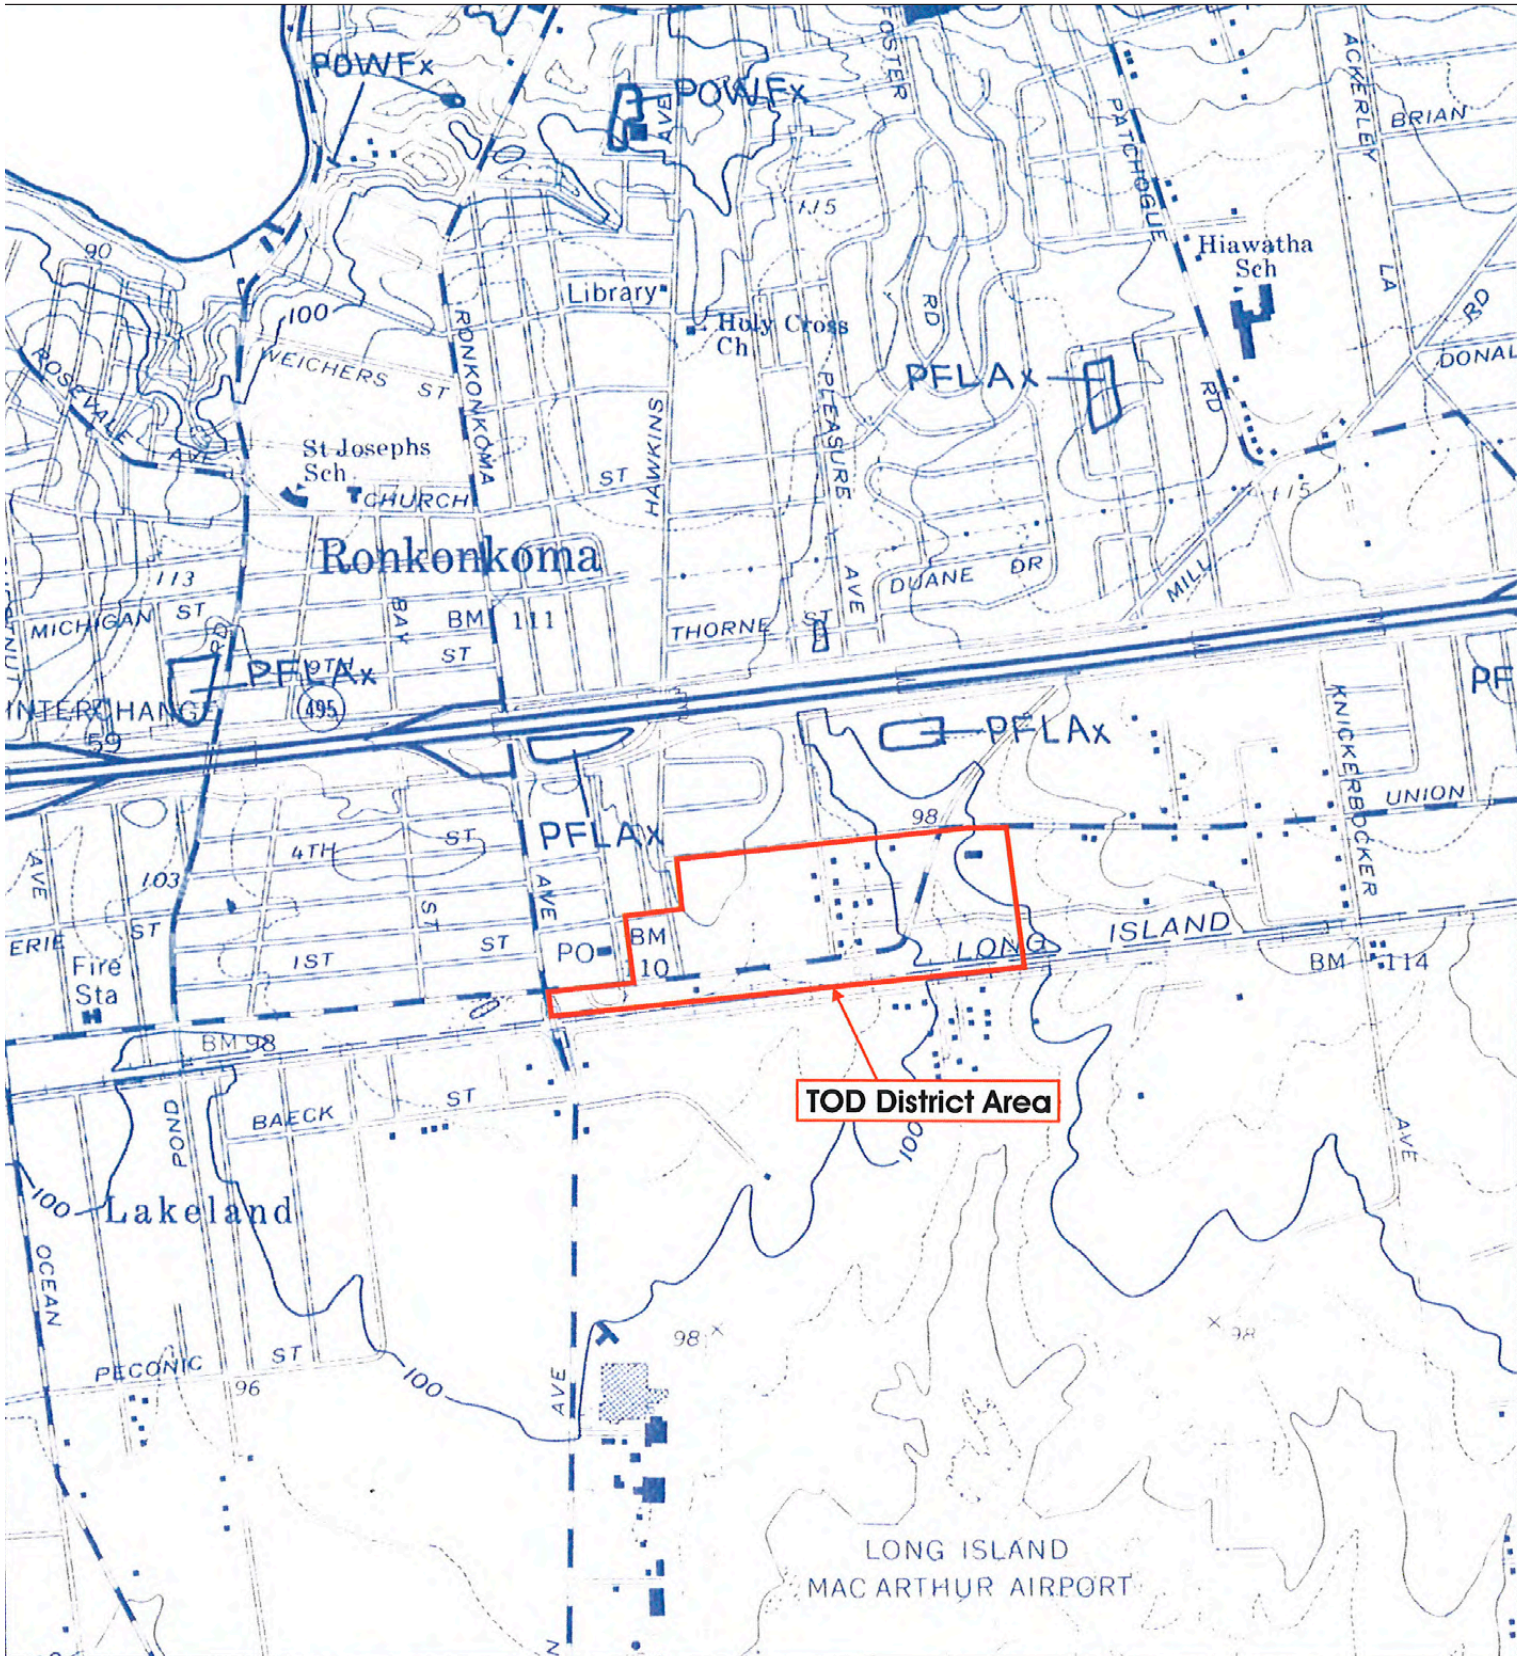 POWFx
POWFx
AVE
FOSTER
PATCHOGUE
RD
ACKERLEY
LA
BRIAN
115
90
Hiawatha
Sch
Library
100
Holy Cross
Ch
RD
RD
RONKONKOMA
WEICHERS ST
ROSEVALE
AVE
PFLAx
DONAL
HAWKINS
PLEASURE
AVE
St Josephs
Sch
CHURCH
ST
115
Ronkonkoma
113
MICHIGAN ST
BAY
ST
BM 111
DUANE DR
MILL
THORNE ST
ST
RD
9TH
PFLAx
INTERCHANGE
59
495
KNICKERBOCKER
AVE
PF
PFLAx
UNION
98
PFLAx
4TH
ST
AVE
103
AVE
ERIE
ST
1ST
ST
ST
PO
BM
110
LONG ISLAND
BM 114
Fire
Sta
BM 98
POND
BAECK ST
TOD District Area
100
100
Lakeland
OCEAN
98
98
PECONIC ST
96
100
AVE
LONG ISLAND
MAC ARTHUR AIRPORT
N